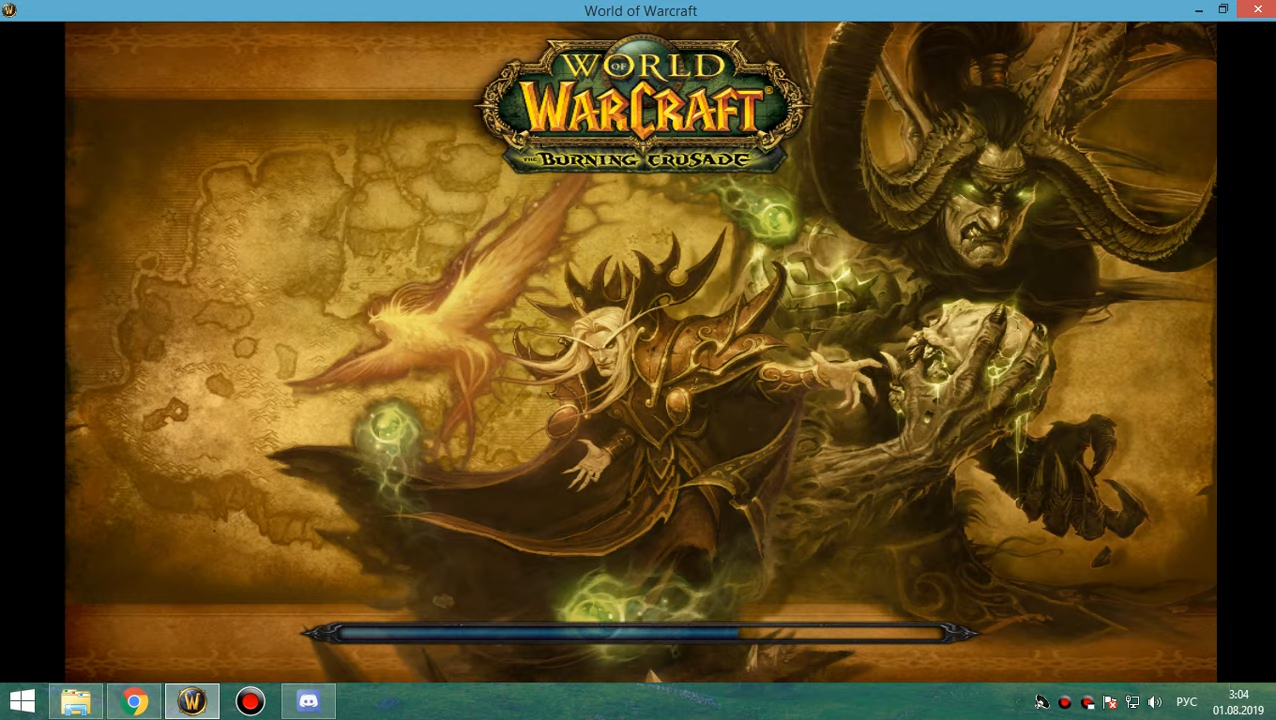 World of Warcraft
WORLD
OF
WARCRAFT®
THE BURNING CRUSADE
РУС
3:04
01.08.2019